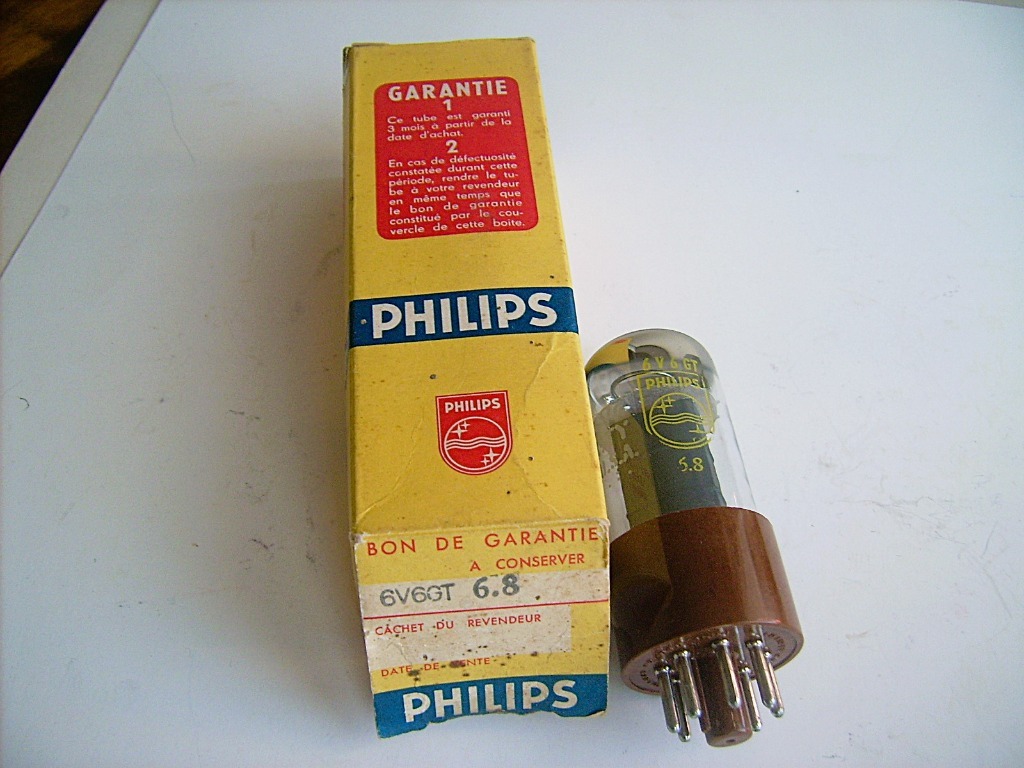 GARANTIE
1
Ce tube est garanti
3 mois à partir de la
date d'achat.
2
En cas de défectuosité
constatée durant cette
période, rendre le tu-
be à votre revendeur
en même temps que
le bon de garantie
constitué par le cou-
vercle de cette boite.
PHILIPS
PHILIPS
BON DE GARANTIE
A CONSERVER
6V6GT 6.8
CACHET DU REVENDEUR
DATE DE VENTE
PHILIPS
6V6GT
PHILIPS
6.8